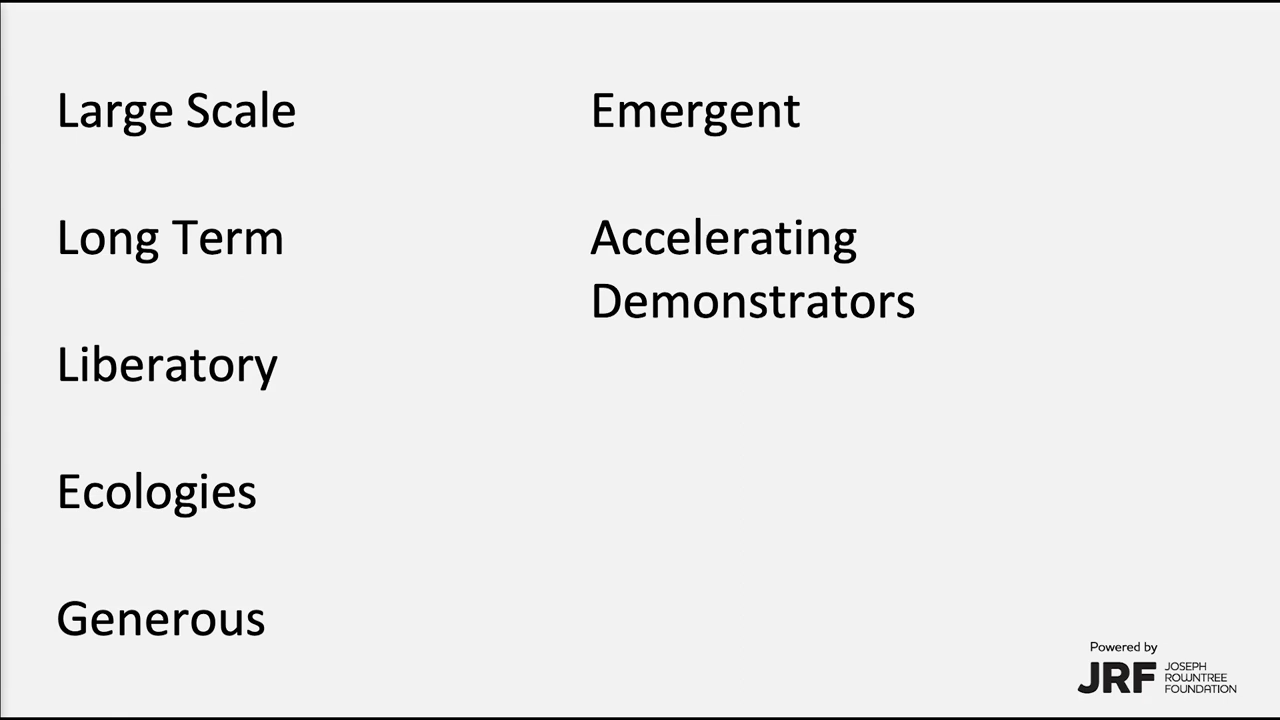 Large Scale
Long Term
Liberatory
Ecologies
Generous
Emergent
Accelerating
Demonstrators
Powered by
JRF
JOSEPH
ROWNTREE
FOUNDATION